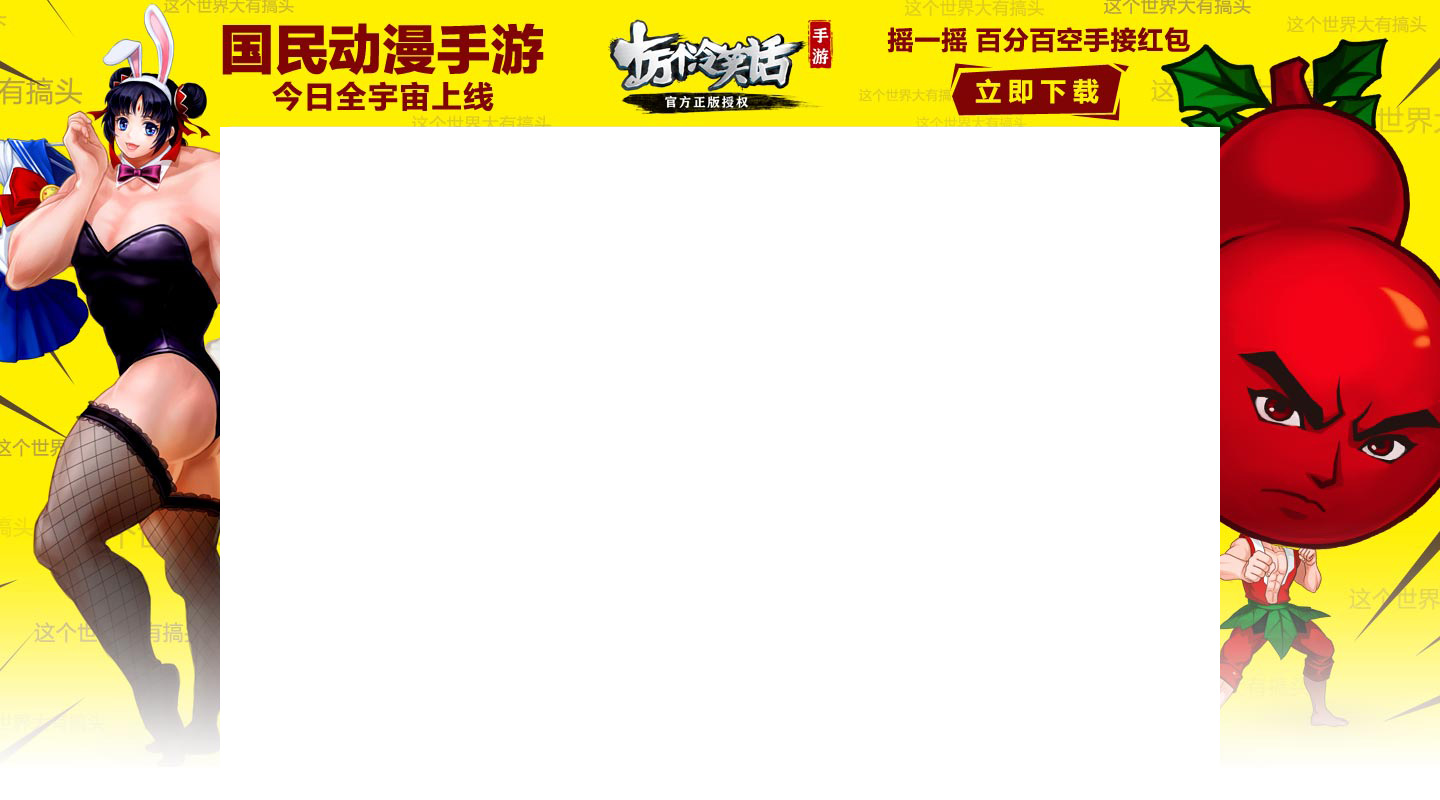 这个世界大有搞头
这个世界大有搞头
这个世界大有搞头
这个世界大有搞头
国民动漫手游
今日全宇宙上线
十万个冷笑话
手游
官方正版授权
摇一摇 百分百空手接红包
立即下载
有搞头
这个世界大有搞
这
世界大
这个世界大有搞头
这个世界大有搞头
这个世界
搞头
这个世
有搞头
这个世界
有搞头
世界大有搞头